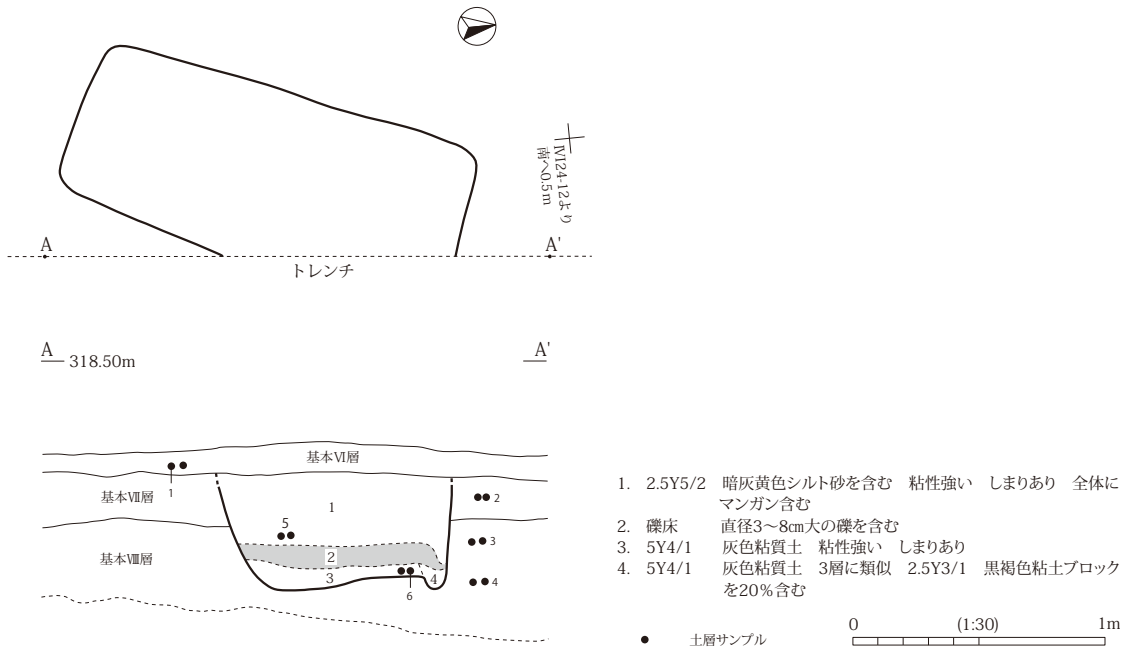 ⅣI24-12より
南へ0.5m
A A'
トレンチ
A 318.50m A'
基本Ⅵ層
基本Ⅶ層
1
1
2
5
基本Ⅷ層
2
3
3
4
4
6
1. 2.5Y5/2 暗灰黄色シルト砂を含む 粘性強い しまりあり 全体に
マンガン含む
2. 礫床 直径3～8㎝大の礫を含む
3. 5Y4/1 灰色粘質土 粘性強い しまりあり
4. 5Y4/1 灰色粘質土 3層に類似 2.5Y3/1 黒褐色粘土ブロック
を20％含む
● 土層サンプル
0 (1:30) 1m